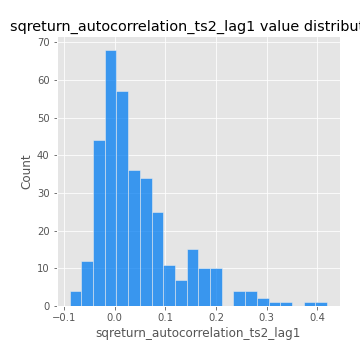 sqreturn_autocorrelation_ts2_lag1 value distribut
70
60
50
40
30
20
10
0
Count
−0.1 0.0 0.1 0.2 0.3 0.4
sqreturn_autocorrelation_ts2_lag1